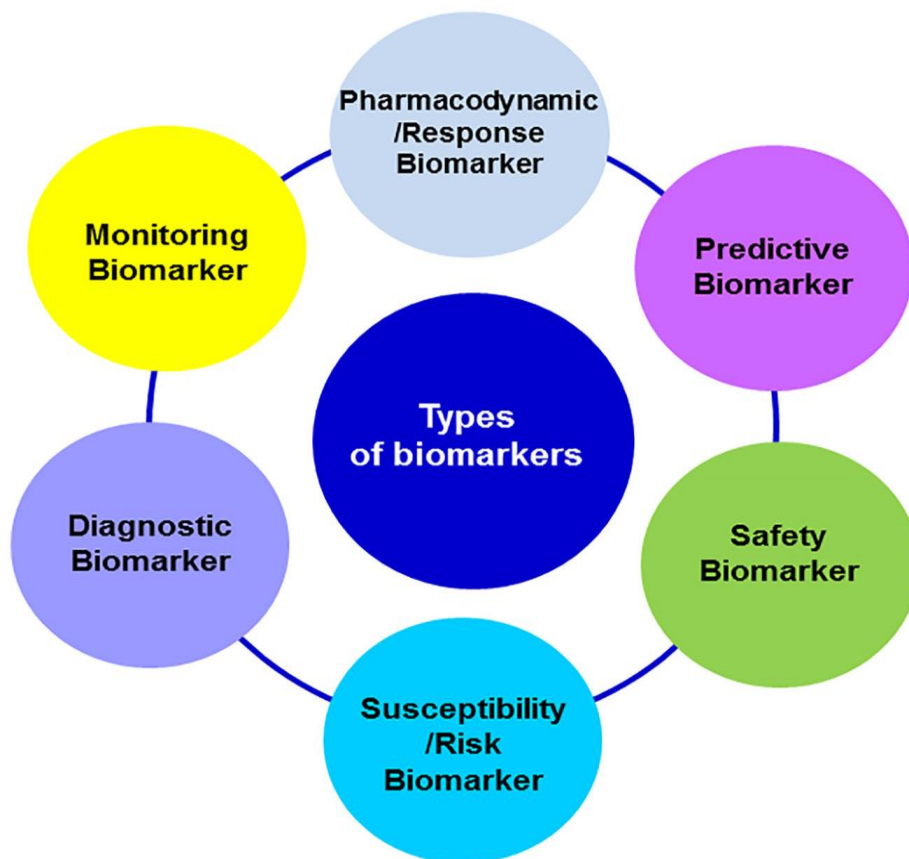 Pharmacodynamic
/Response
Biomarker
Monitoring
Biomarker
Predictive
Biomarker
Types
of biomarkers
Diagnostic
Biomarker
Safety
Biomarker
Susceptibility
/Risk
Biomarker